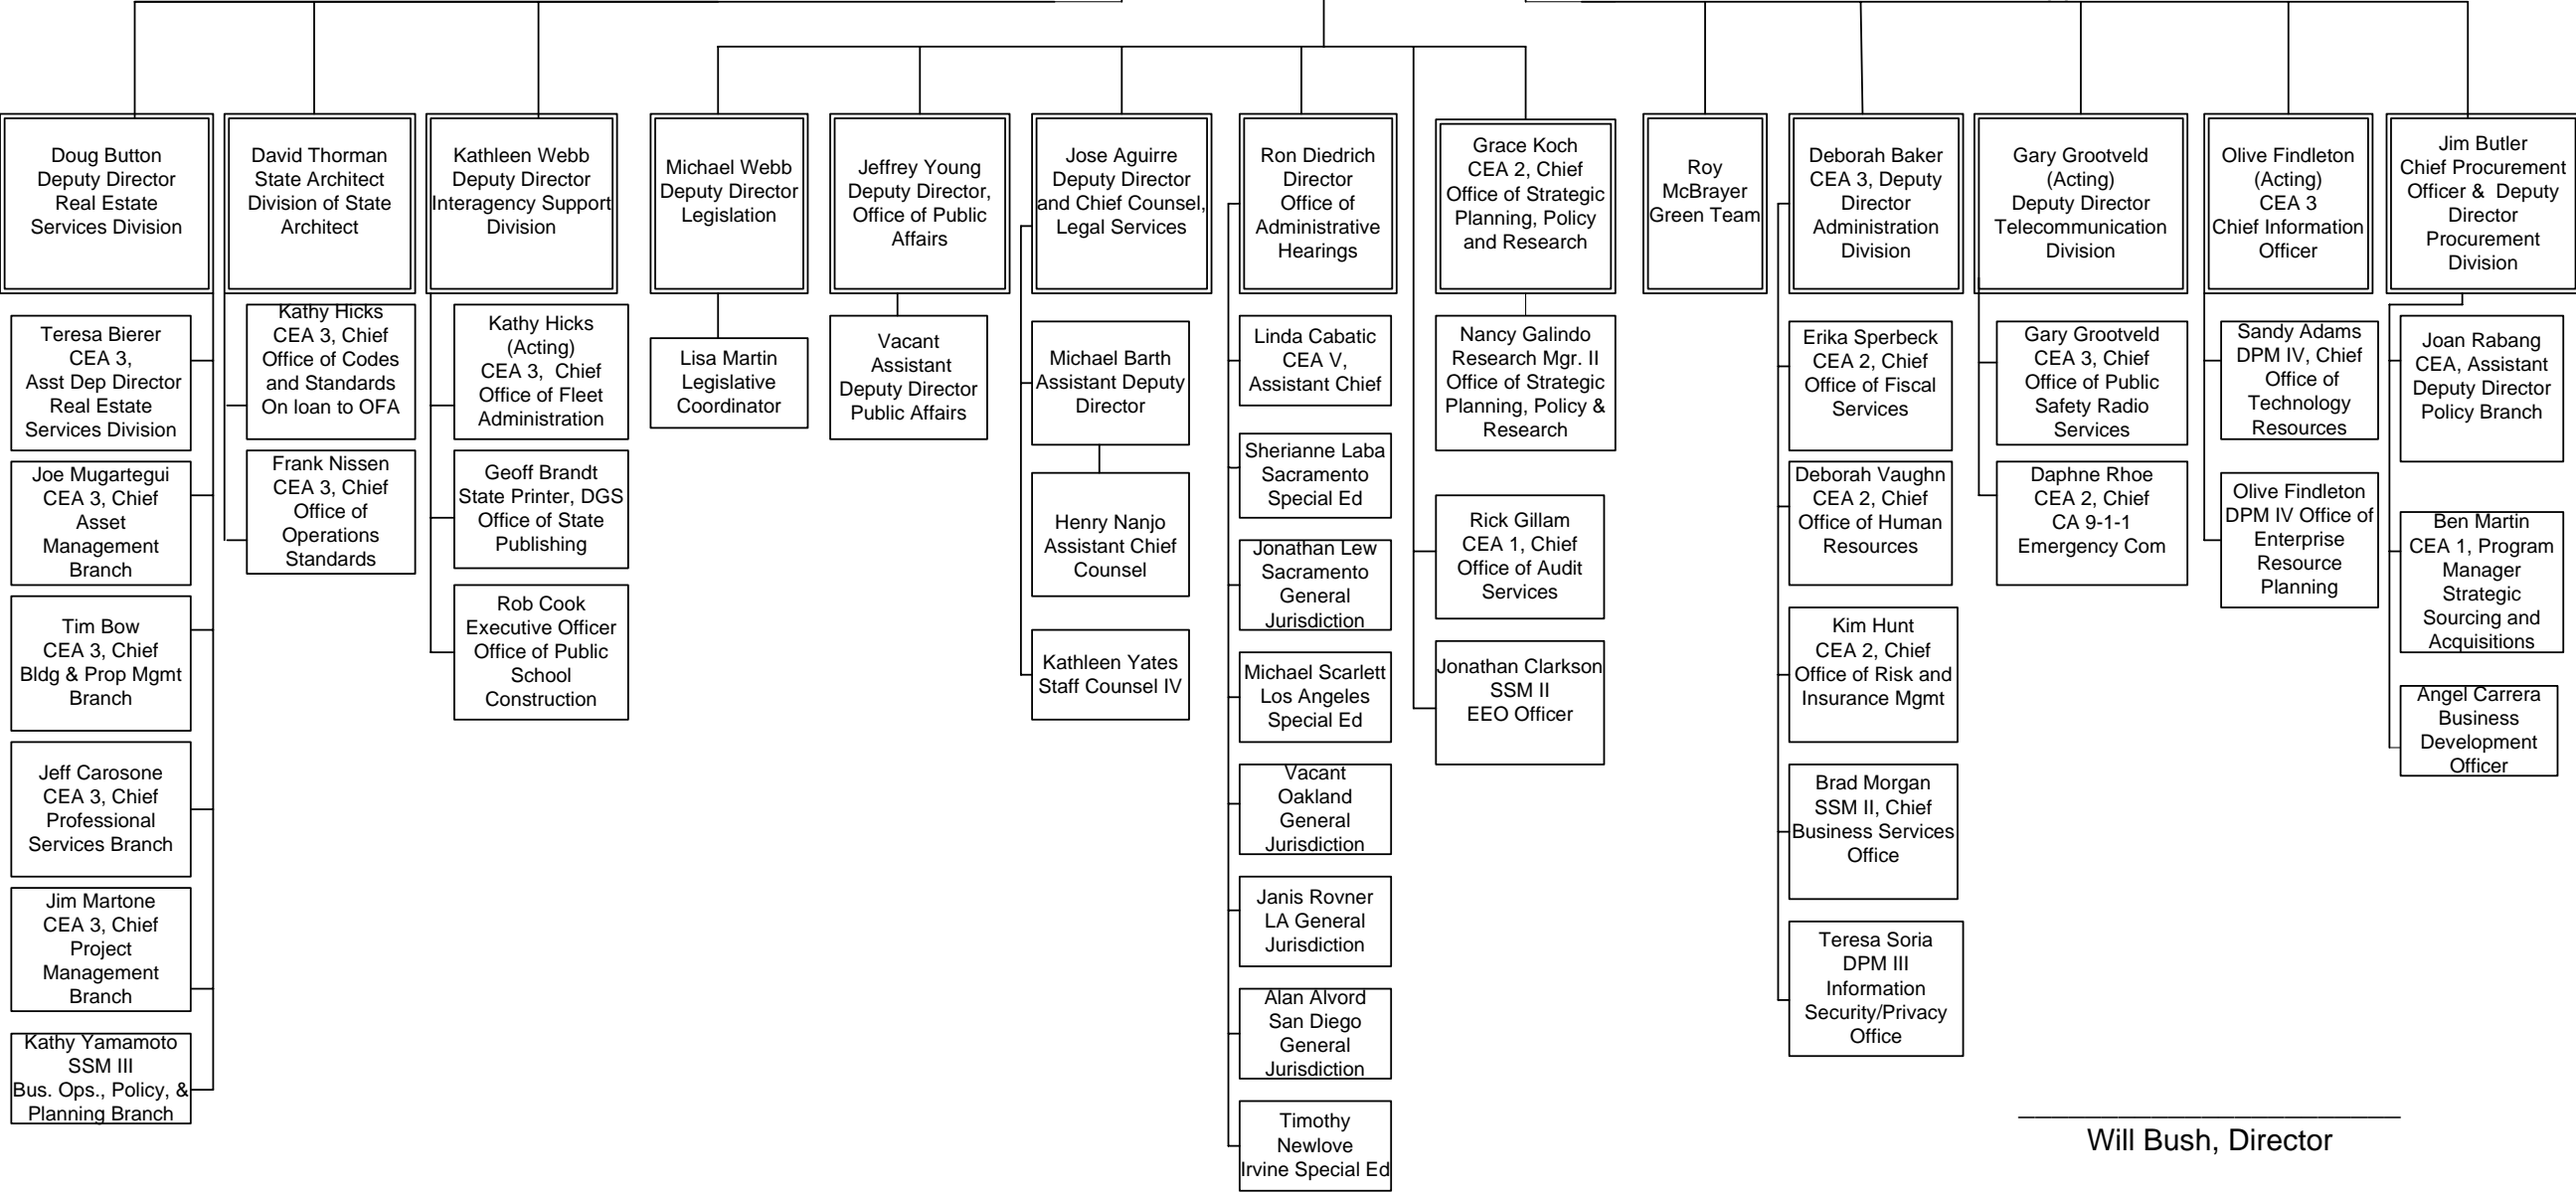 Doug Button
Deputy Director
Real Estate
Services Division
Teresa Bierer
CEA 3,
Asst Dep Director
Real Estate
Services Division
Joe Mugartegui
CEA 3, Chief
Asset
Management
Branch
Tim Bow
CEA 3, Chief
Bldg & Prop Mgmt
Branch
Jeff Carosone
CEA 3, Chief
Professional
Services Branch
Jim Martone
CEA 3, Chief
Project
Management
Branch
Kathy Yamamoto
SSM III
Bus. Ops., Policy, &
Planning Branch
David Thorman
State Architect
Division of State
Architect
Kathy Hicks
CEA 3, Chief
Office of Codes
and Standards
On loan to OFA
Frank Nissen
CEA 3, Chief
Office of
Operations
Standards
Kathleen Webb
Deputy Director
Interagency Support
Division
Kathy Hicks
(Acting)
CEA 3, Chief
Office of Fleet
Administration
Geoff Brandt
State Printer, DGS
Office of State
Publishing
Rob Cook
Executive Officer
Office of Public
School
Construction
Michael Webb
Deputy Director
Legislation
Lisa Martin
Legislative
Coordinator
Jeffrey Young
Deputy Director,
Office of Public
Affairs
Vacant
Assistant
Deputy Director
Public Affairs
Jose Aguirre
Deputy Director
and Chief Counsel,
Legal Services
Michael Barth
Assistant Deputy
Director
Henry Nanjo
Assistant Chief
Counsel
Kathleen Yates
Staff Counsel IV
Ron Diedrich
Director
Office of
Administrative
Hearings
Linda Cabatic
CEA V,
Assistant Chief
Sherianne Laba
Sacramento
Special Ed
Jonathan Lew
Sacramento
General
Jurisdiction
Michael Scarlett
Los Angeles
Special Ed
Vacant
Oakland
General
Jurisdiction
Janis Rovner
LA General
Jurisdiction
Alan Alvord
San Diego
General
Jurisdiction
Timothy
Newlove
Irvine Special Ed
Grace Koch
CEA 2, Chief
Office of Strategic
Planning, Policy
and Research
Nancy Galindo
Research Mgr. II
Office of Strategic
Planning, Policy &
Research
Rick Gillam
CEA 1, Chief
Office of Audit
Services
Jonathan Clarkson
SSM II
EEO Officer
Roy
McBrayer
Green Team
Deborah Baker
CEA 3, Deputy
Director
Administration
Division
Erika Sperbeck
CEA 2, Chief
Office of Fiscal
Services
Deborah Vaughn
CEA 2, Chief
Office of Human
Resources
Kim Hunt
CEA 2, Chief
Office of Risk and
Insurance Mgmt
Brad Morgan
SSM II, Chief
Business Services
Office
Teresa Soria
DPM III
Information
Security/Privacy
Office
Gary Grootveld
(Acting)
Deputy Director
Telecommunication
Division
Gary Grootveld
CEA 3, Chief
Office of Public
Safety Radio
Services
Daphne Rhoe
CEA 2, Chief
CA 9-1-1
Emergency Com
Olive Findleton
(Acting)
CEA 3
Chief Information
Officer
Sandy Adams
DPM IV, Chief
Office of
Technology
Resources
Olive Findleton
DPM IV Office of
Enterprise
Resource
Planning
Jim Butler
Chief Procurement
Officer & Deputy
Director
Procurement
Division
Joan Rabang
CEA, Assistant
Deputy Director
Policy Branch
Ben Martin
CEA 1, Program
Manager
Strategic
Sourcing and
Acquisitions
Angel Carrera
Business
Development
Officer
Will Bush, Director